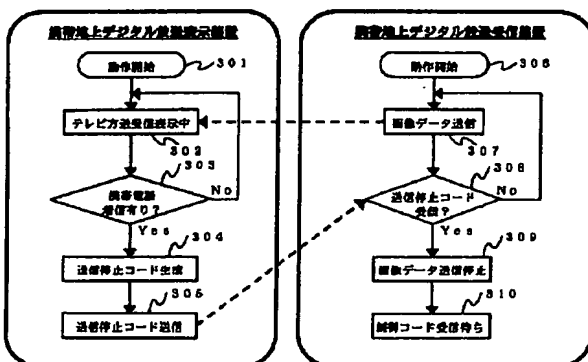 携帯地上デジタル放送表示装置
動作開始
301
テレビ放送受信表示中
302
303
携帯電話
着信有り？
No
Yes
304
送信停止コード生成
305
送信停止コード送信
携帯地上デジタル放送受信装置
動作開始
306
画像データ送信
307
308
送信停止コード
受信？
No
Yes
309
画像データ送信停止
310
制御コード受信待ち